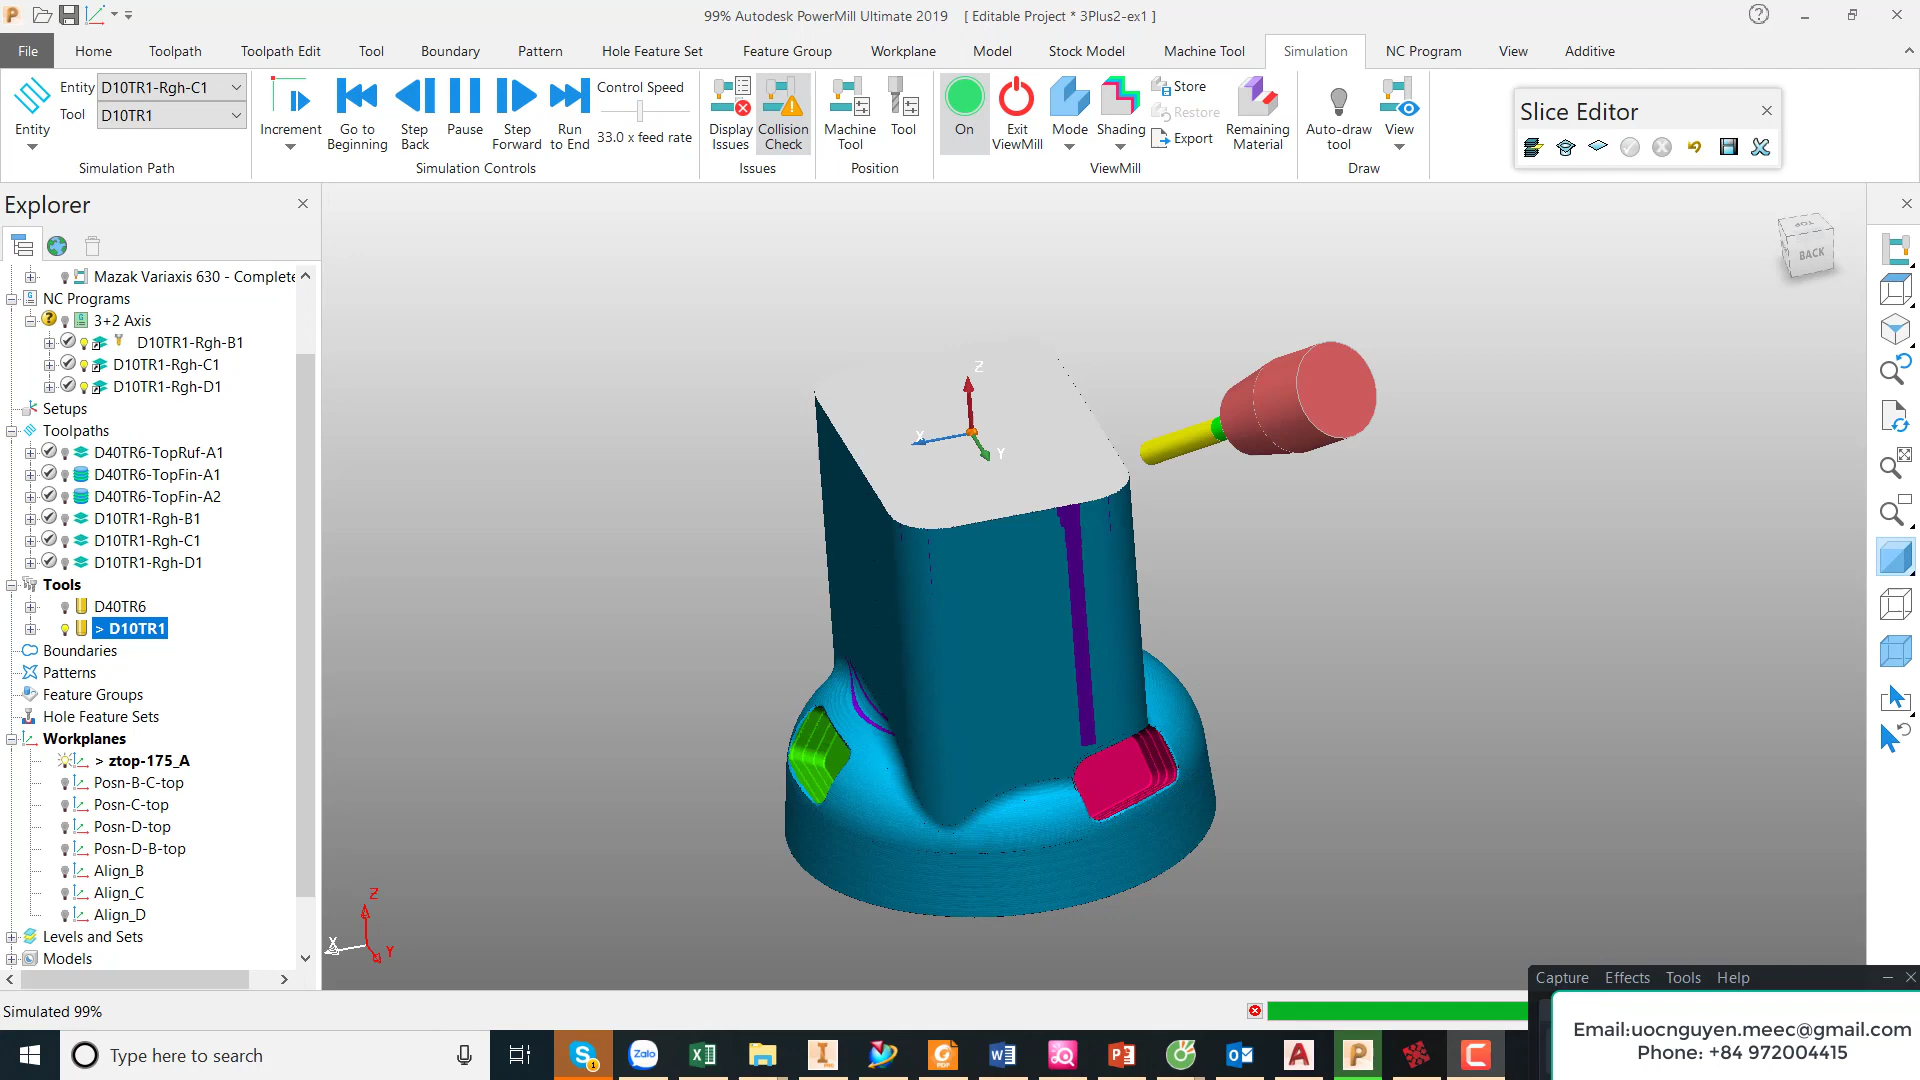 99% Autodesk PowerMill Ultimate 2019 [ Editable Project * 3Plus2-ex1 ]
File Home Toolpath Toolpath Edit Tool Boundary Pattern Hole Feature Set Feature Group Workplane Model Stock Model Machine Tool Simulation NC Program View Additive
Entity
Entity D10TR1-Rgh-C1
Tool D10TR1
Simulation Path
Increment
Go to
Beginning
Step
Back
Pause
Step
Forward
Run
to End
Control Speed
33.0 x feed rate
Simulation Controls
Display
Issues
Collision
Check
Issues
Machine
Tool
Tool
Position
On
Exit
ViewMill
Mode
Shading
Store
Restore
Export
Remaining
Material
ViewMill
Auto-draw
tool
View
Draw
Slice Editor
Explorer
Mazak Variaxis 630 - Complete
NC Programs
3+2 Axis
D10TR1-Rgh-B1
D10TR1-Rgh-C1
D10TR1-Rgh-D1
Setups
Toolpaths
D40TR6-TopRuf-A1
D40TR6-TopFin-A1
D40TR6-TopFin-A2
D10TR1-Rgh-B1
D10TR1-Rgh-C1
D10TR1-Rgh-D1
Tools
D40TR6
> D10TR1
Boundaries
Patterns
Feature Groups
Hole Feature Sets
Workplanes
> ztop-175_A
Posn-B-C-top
Posn-C-top
Posn-D-top
Posn-D-B-top
Align_B
Align_C
Align_D
Levels and Sets
Models
Z
X
Y
Z
X
Y
TOP
BACK
Simulated 99%
Capture Effects Tools Help
Email:uocnguyen.meec@gmail.com
Phone: +84 972004415
Type here to search
Zalo